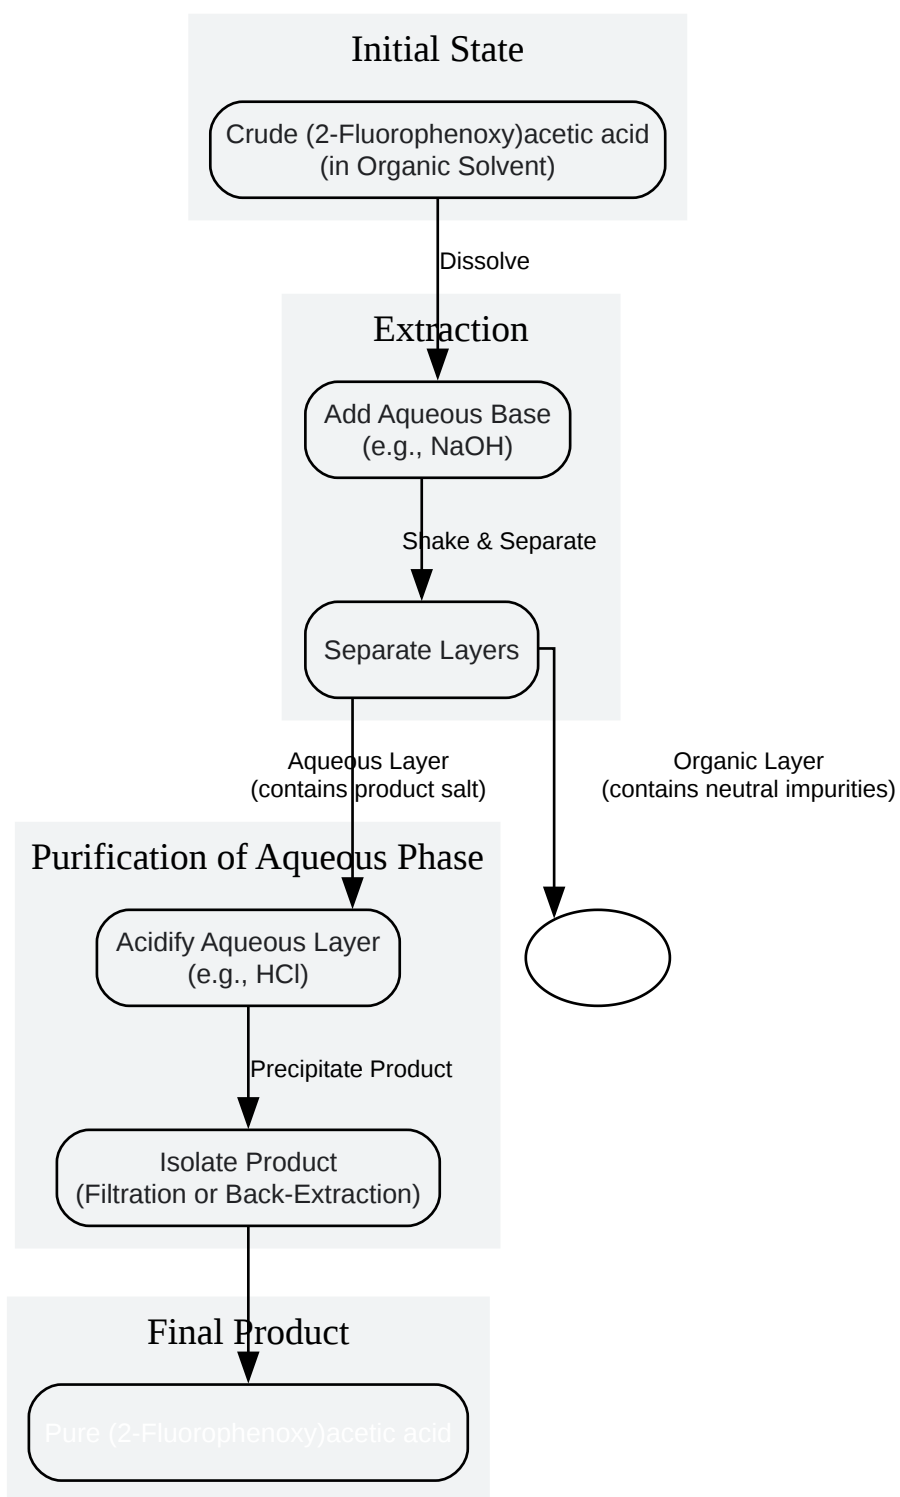 Initial State
Crude (2-Fluorophenoxy)acetic acid
(in Organic Solvent)
Dissolve
Extraction
Add Aqueous Base
(e.g., NaOH)
Shake & Separate
Separate Layers
Aqueous Layer
(contains product salt)
Organic Layer
(contains neutral impurities)
Purification of Aqueous Phase
Acidify Aqueous Layer
(e.g., HCl)
Precipitate Product
Isolate Product
(Filtration or Back-Extraction)
Final Product
Pure (2-Fluorophenoxy)acetic acid